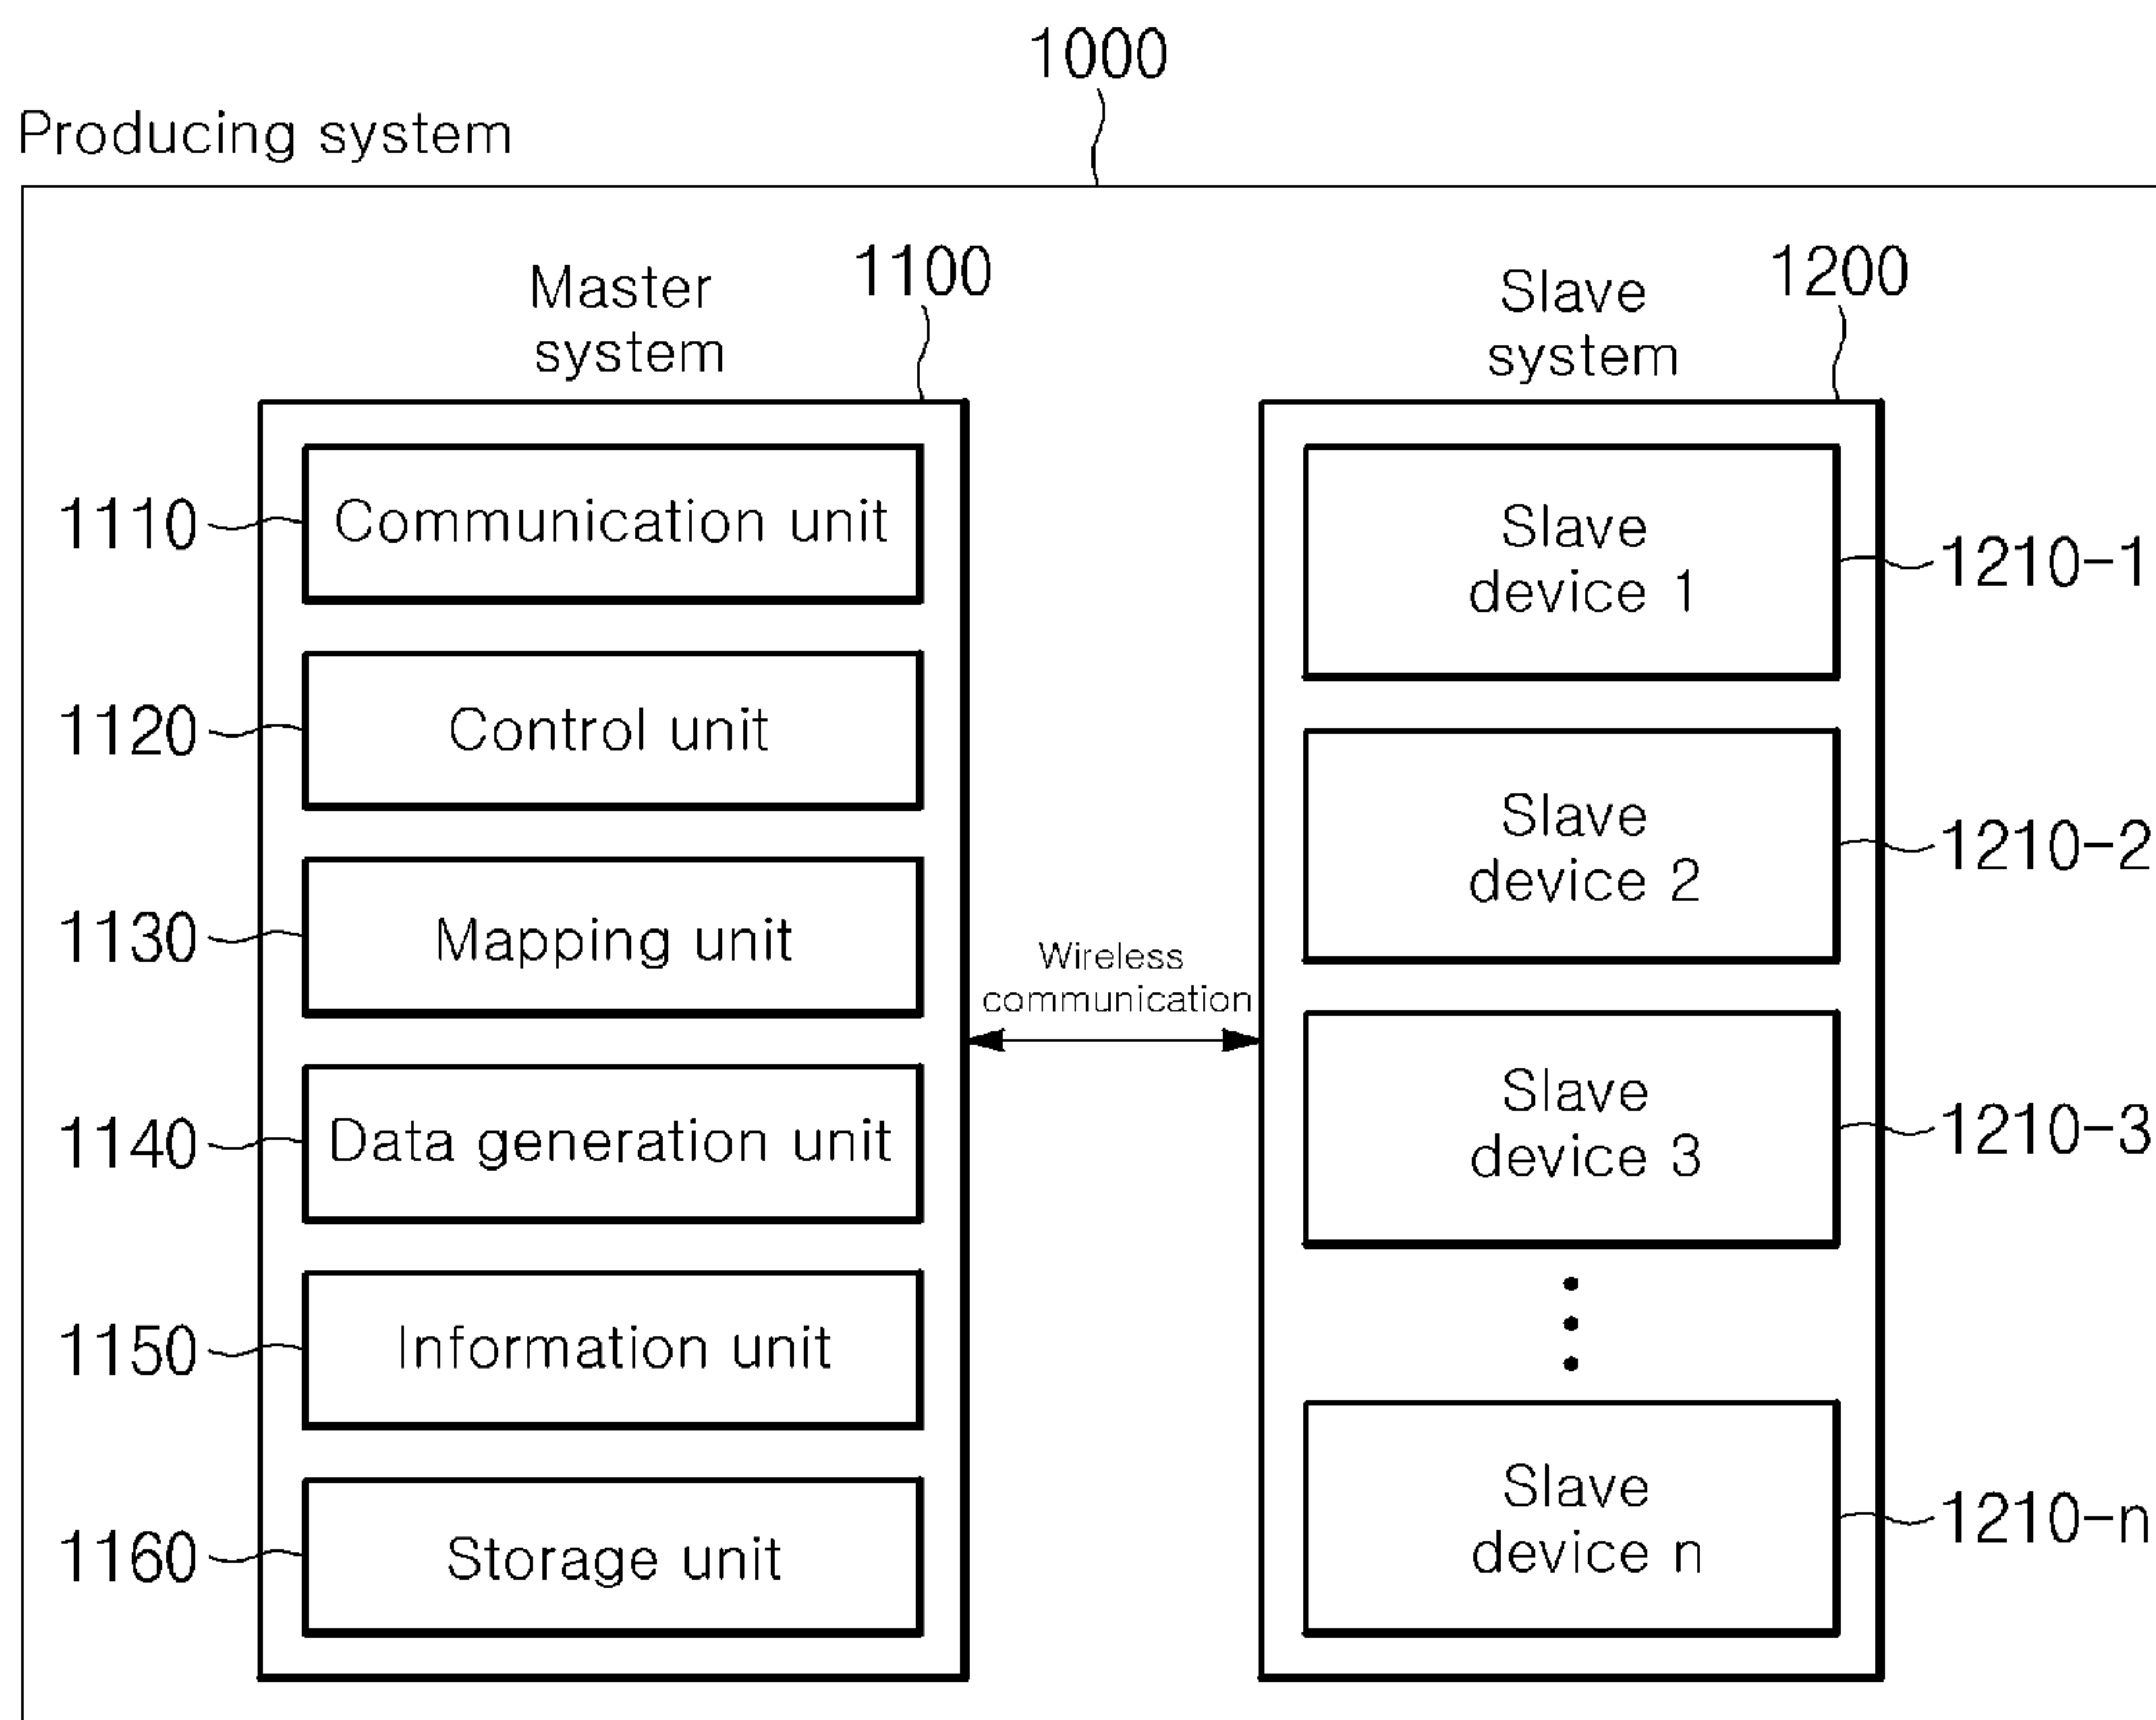 1000
Producing system
Master
system
1100
Slave
system
1200
1110
Communication unit
1120
Control unit
1130
Mapping unit
1140
Data generation unit
1150
Information unit
1160
Storage unit
Wireless
communication
Slave
device 1
1210-1
Slave
device 2
1210-2
Slave
device 3
1210-3
Slave
device n
1210-n